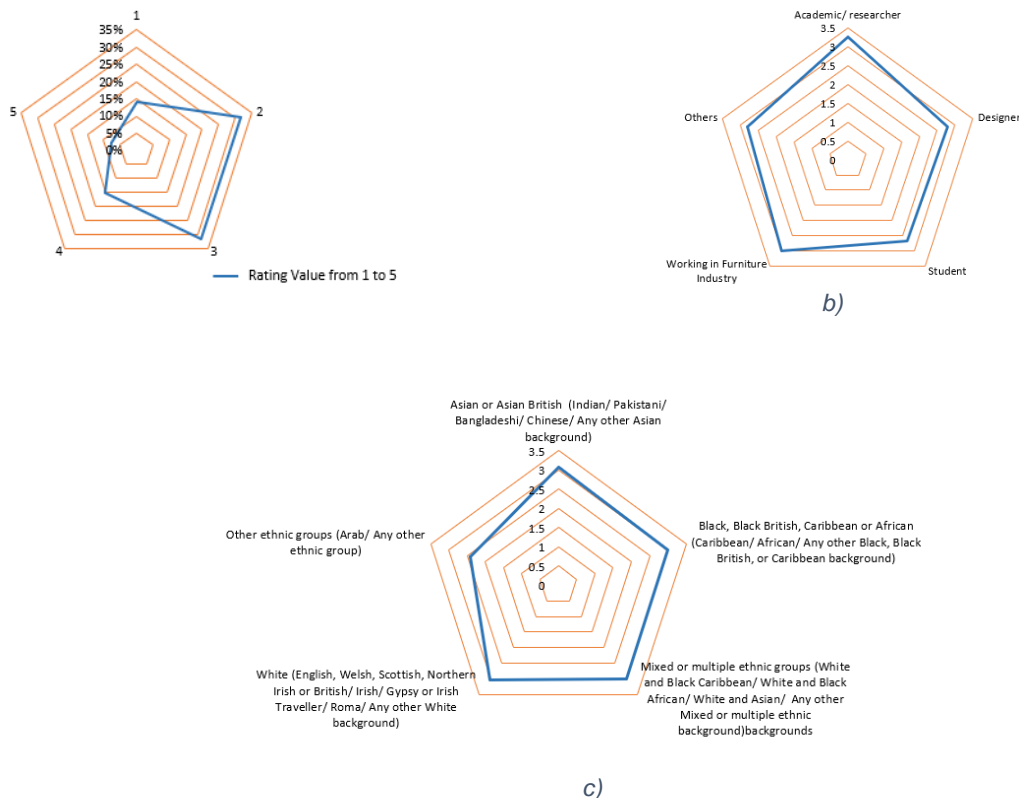 1
35%
30%
25%
20%
15%
10%
5%
0%
5
2
4
3
Rating Value from 1 to 5
Academic/ researcher
3.5
3
2.5
2
1.5
1
0.5
0
Others
Designer
Working in Furniture
Industry
Student
b)
Asian or Asian British (Indian/ Pakistani/
Bangladeshi/ Chinese/ Any other Asian
background)
3.5
3
2.5
2
1.5
1
0.5
0
Other ethnic groups (Arab/ Any other
ethnic group)
Black, Black British, Caribbean or African
(Caribbean/ African/ Any other Black, Black
British, or Caribbean background)
White (English, Welsh, Scottish, Northern
Irish or British/ Irish/ Gypsy or Irish
Traveller/ Roma/ Any other White
background)
Mixed or multiple ethnic groups (White
and Black Caribbean/ White and Black
African/ White and Asian/ Any other
Mixed or multiple ethnic
background)backgrounds
c)